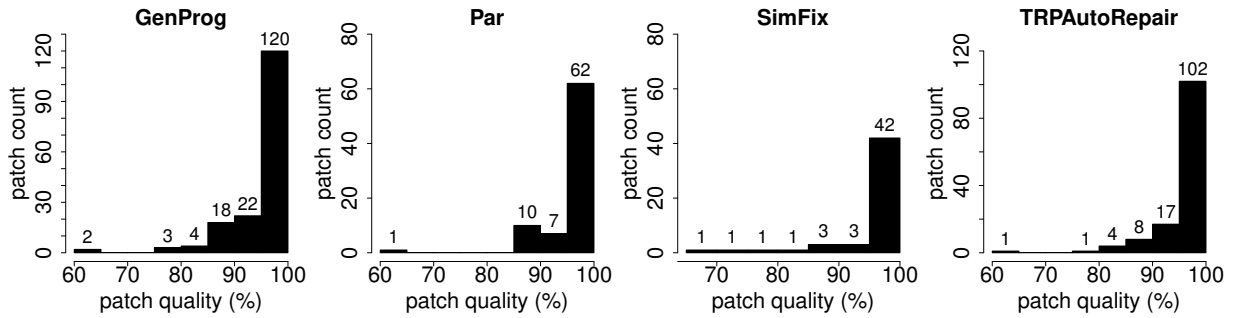 GenProg
patch count
0 30 60 90 120
2 3 4 18 22 120
60 70 80 90 100
patch quality (%)
Par
patch count
0 20 40 60 80
1 10 7 62
60 70 80 90 100
patch quality (%)
SimFix
patch count
0 20 40 60 80
1 1 1 1 3 3 42
70 80 90 100
patch quality (%)
TRPAutoRepair
patch count
0 40 80 120
1 1 4 8 17 102
60 70 80 90 100
patch quality (%)